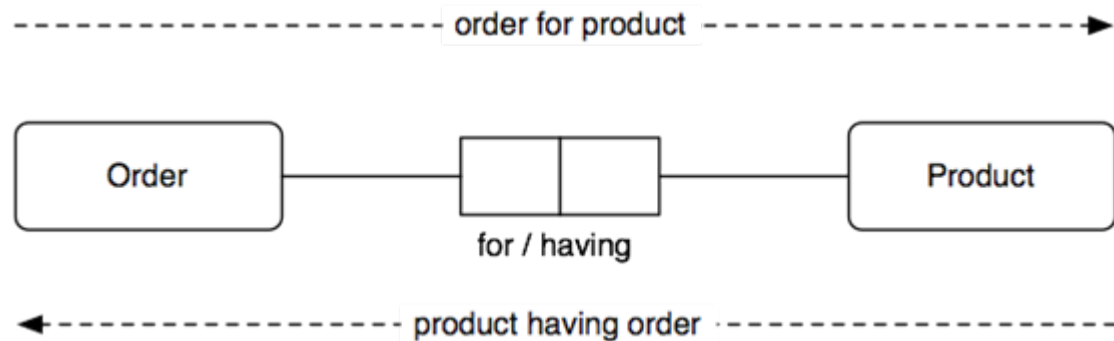 order for product
Order
Product
for / having
product having order